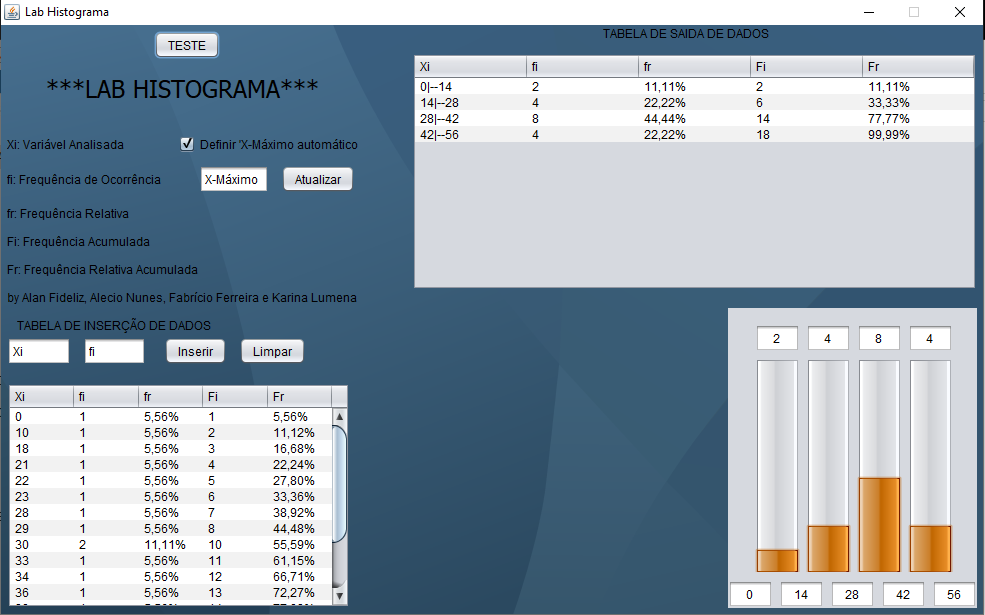 Lab Histograma
TESTE
***LAB HISTOGRAMA***
Xi: Variável Analisada
Definir 'X-Máximo automático
fi: Frequência de Ocorrência
X-Máximo
Atualizar
fr: Frequência Relativa
Fi: Frequência Acumulada
Fr: Frequência Relativa Acumulada
by Alan Fideliz, Alecio Nunes, Fabrício Ferreira e Karina Lumena
TABELA DE INSERÇÃO DE DADOS
Xi fi Inserir Limpar
Xi fi fr Fi Fr
0 1 5,56% 1 5,56%
10 1 5,56% 2 11,12%
18 1 5,56% 3 16,68%
21 1 5,56% 4 22,24%
22 1 5,56% 5 27,80%
23 1 5,56% 6 33,36%
28 1 5,56% 7 38,92%
29 1 5,56% 8 44,48%
30 2 11,11% 10 55,59%
33 1 5,56% 11 61,15%
34 1 5,56% 12 66,71%
36 1 5,56% 13 72,27%
TABELA DE SAIDA DE DADOS
Xi fi fr Fi Fr
0|--14 2 11,11% 2 11,11%
14|--28 4 22,22% 6 33,33%
28|--42 8 44,44% 14 77,77%
42|--56 4 22,22% 18 99,99%
2 4 8 4
0 14 28 42 56